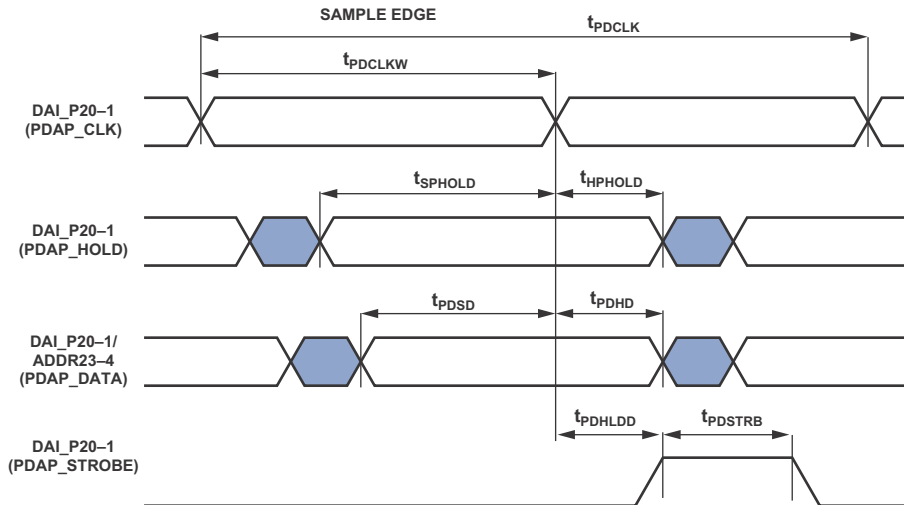 SAMPLE EDGE
tPDCLK
tPDCLKW
DAI_P20–1
(PDAP_CLK)
tSPHOLD
tHPHOLD
DAI_P20–1
(PDAP_HOLD)
tPDSD
tPDHD
DAI_P20–1/
ADDR23–4
(PDAP_DATA)
tPDHLDD
tPDSTRB
DAI_P20–1
(PDAP_STROBE)